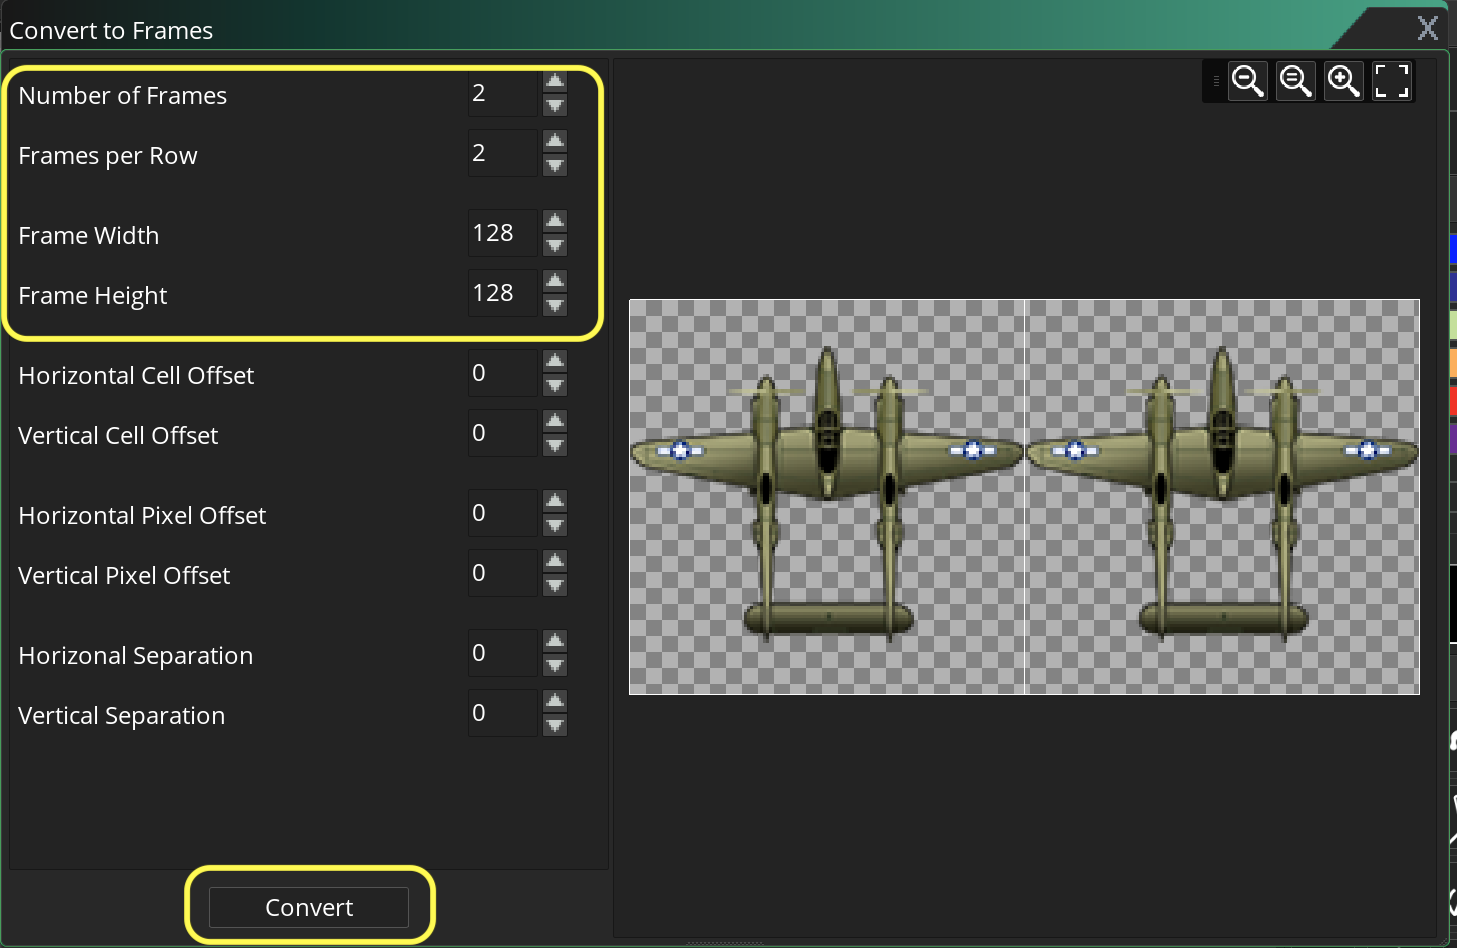 Convert to Frames
X
Number of Frames 2
Frames per Row 2
Frame Width 128
Frame Height 128
Horizontal Cell Offset 0
Vertical Cell Offset 0
Horizontal Pixel Offset 0
Vertical Pixel Offset 0
Horizonal Separation 0
Vertical Separation 0
Convert